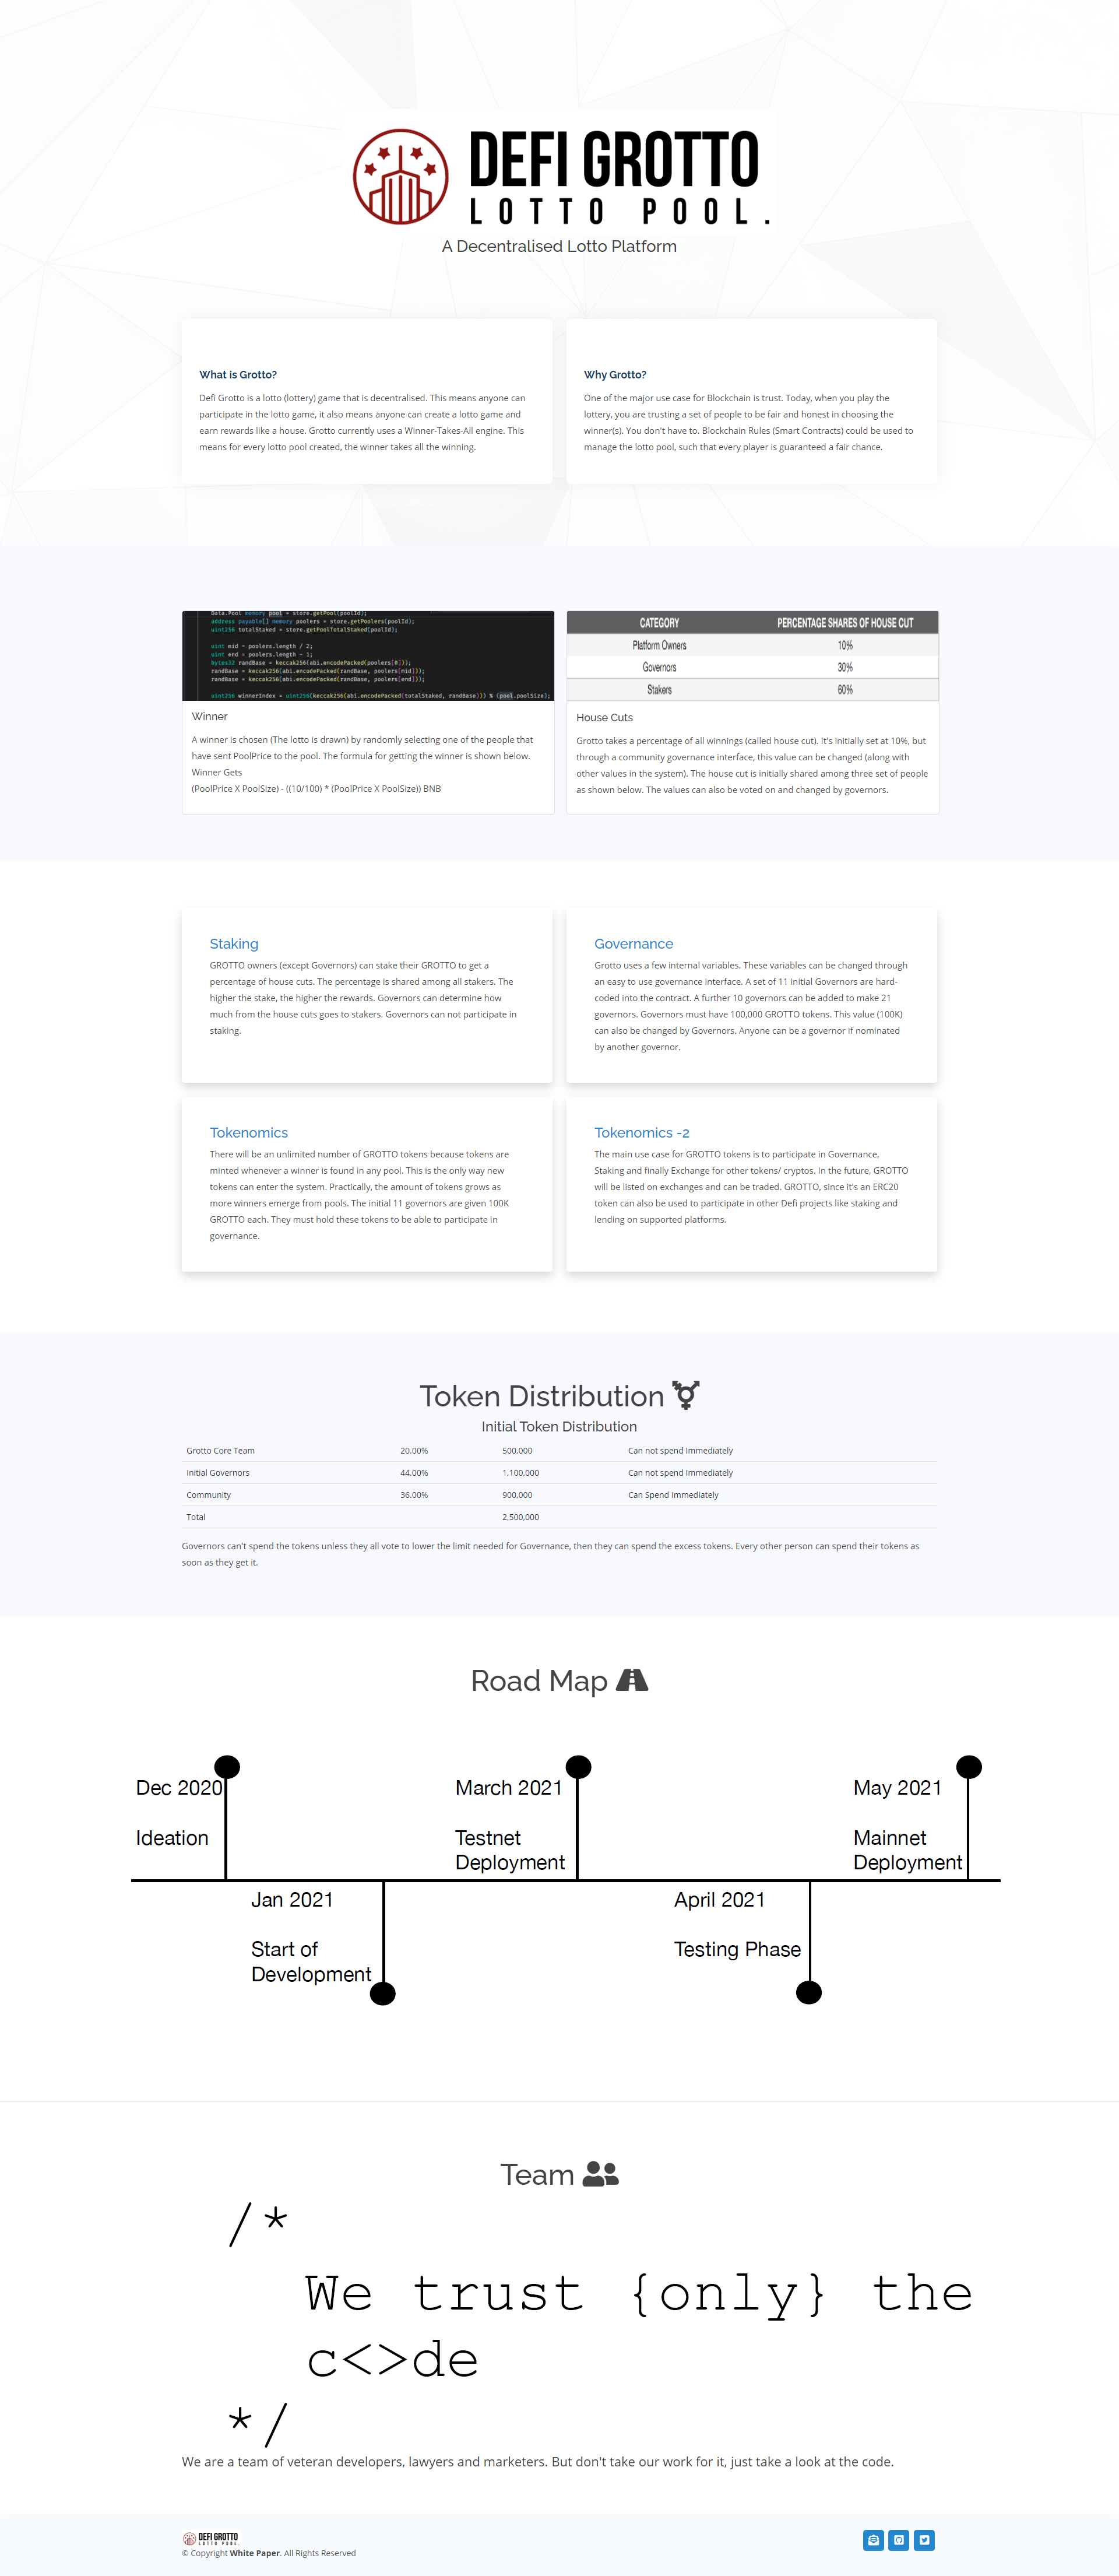 DEFI GROTTO
LOTTO POOL.
A Decentralised Lotto Platform
What is Grotto?
Defi Grotto is a lotto (lottery) game that is decentralised. This means anyone can
participate in the lotto game, it also means anyone can create a lotto game and
earn rewards like a house. Grotto currently uses a Winner-Takes-All engine. This
means for every lotto pool created, the winner takes all the winning.
Why Grotto?
One of the major use case for Blockchain is trust. Today, when you play the
lottery, you are trusting a set of people to be fair and honest in choosing the
winner(s). You don't have to. Blockchain Rules (Smart Contracts) could be used to
manage the lotto pool, such that every player is guaranteed a fair chance.
Data.Pool memory pool = store.getPool(poolId);
address payable[] memory poolers = store.getPoolers(poolId);
uint256 totalStaked = store.getPoolTotalStaked(poolId);
uint mid = poolers.length / 2;
uint end = poolers.length - 1;
bytes32 randBase = keccak256(abi.encodePacked(poolers[0]));
randBase = keccak256(abi.encodePacked(randBase, poolers[mid]));
randBase = keccak256(abi.encodePacked(randBase, poolers[end]));
uint256 winnerIndex = uint256(keccak256(abi.encodePacked(totalStaked, randBase))) % (pool.poolSize);
Winner
A winner is chosen (The lotto is drawn) by randomly selecting one of the people that
have sent PoolPrice to the pool. The formula for getting the winner is shown below.
Winner Gets
(PoolPrice X PoolSize) - ((10/100) * (PoolPrice X PoolSize)) BNB
CATEGORY PERCENTAGE SHARES OF HOUSE CUT
Platform Owners 10%
Governors 30%
Stakers 60%
House Cuts
Grotto takes a percentage of all winnings (called house cut). It's initially set at 10%, but
through a community governance interface, this value can be changed (along with
other values in the system). The house cut is initially shared among three set of people
as shown below. The values can also be voted on and changed by governors.
Staking
GROTTO owners (except Governors) can stake their GROTTO to get a
percentage of house cuts. The percentage is shared among all stakers. The
higher the stake, the higher the rewards. Governors can determine how
much from the house cuts goes to stakers. Governors can not participate in
staking.
Governance
Grotto uses a few internal variables. These variables can be changed through
an easy to use governance interface. A set of 11 initial Governors are hard-
coded into the contract. A further 10 governors can be added to make 21
governors. Governors must have 100,000 GROTTO tokens. This value (100K)
can also be changed by Governors. Anyone can be a governor if nominated
by another governor.
Tokenomics
There will be an unlimited number of GROTTO tokens because tokens are
minted whenever a winner is found in any pool. This is the only way new
tokens can enter the system. Practically, the amount of tokens grows as
more winners emerge from pools. The initial 11 governors are given 100K
GROTTO each. They must hold these tokens to be able to participate in
governance.
Tokenomics -2
The main use case for GROTTO tokens is to participate in Governance,
Staking and finally Exchange for other tokens/ cryptos. In the future, GROTTO
will be listed on exchanges and can be traded. GROTTO, since it's an ERC20
token can also be used to participate in other Defi projects like staking and
lending on supported platforms.
Token Distribution
Initial Token Distribution
Grotto Core Team 20.00% 500,000 Can not spend Immediately
Initial Governors 44.00% 1,100,000 Can not spend Immediately
Community 36.00% 900,000 Can Spend Immediately
Total 2,500,000
Governors can't spend the tokens unless they all vote to lower the limit needed for Governance, then they can spend the excess tokens. Every other person can spend their tokens as
soon as they get it.
Road Map
Dec 2020
Ideation
Jan 2021
Start of
Development
March 2021
Testnet
Deployment
April 2021
Testing Phase
May 2021
Mainnet
Deployment
Team
/*
We trust {only} the
c<>de
*/
We are a team of veteran developers, lawyers and marketers. But don't take our work for it, just take a look at the code.
DEFI GROTTO
LOTTO POOL.
© Copyright White Paper. All Rights Reserved